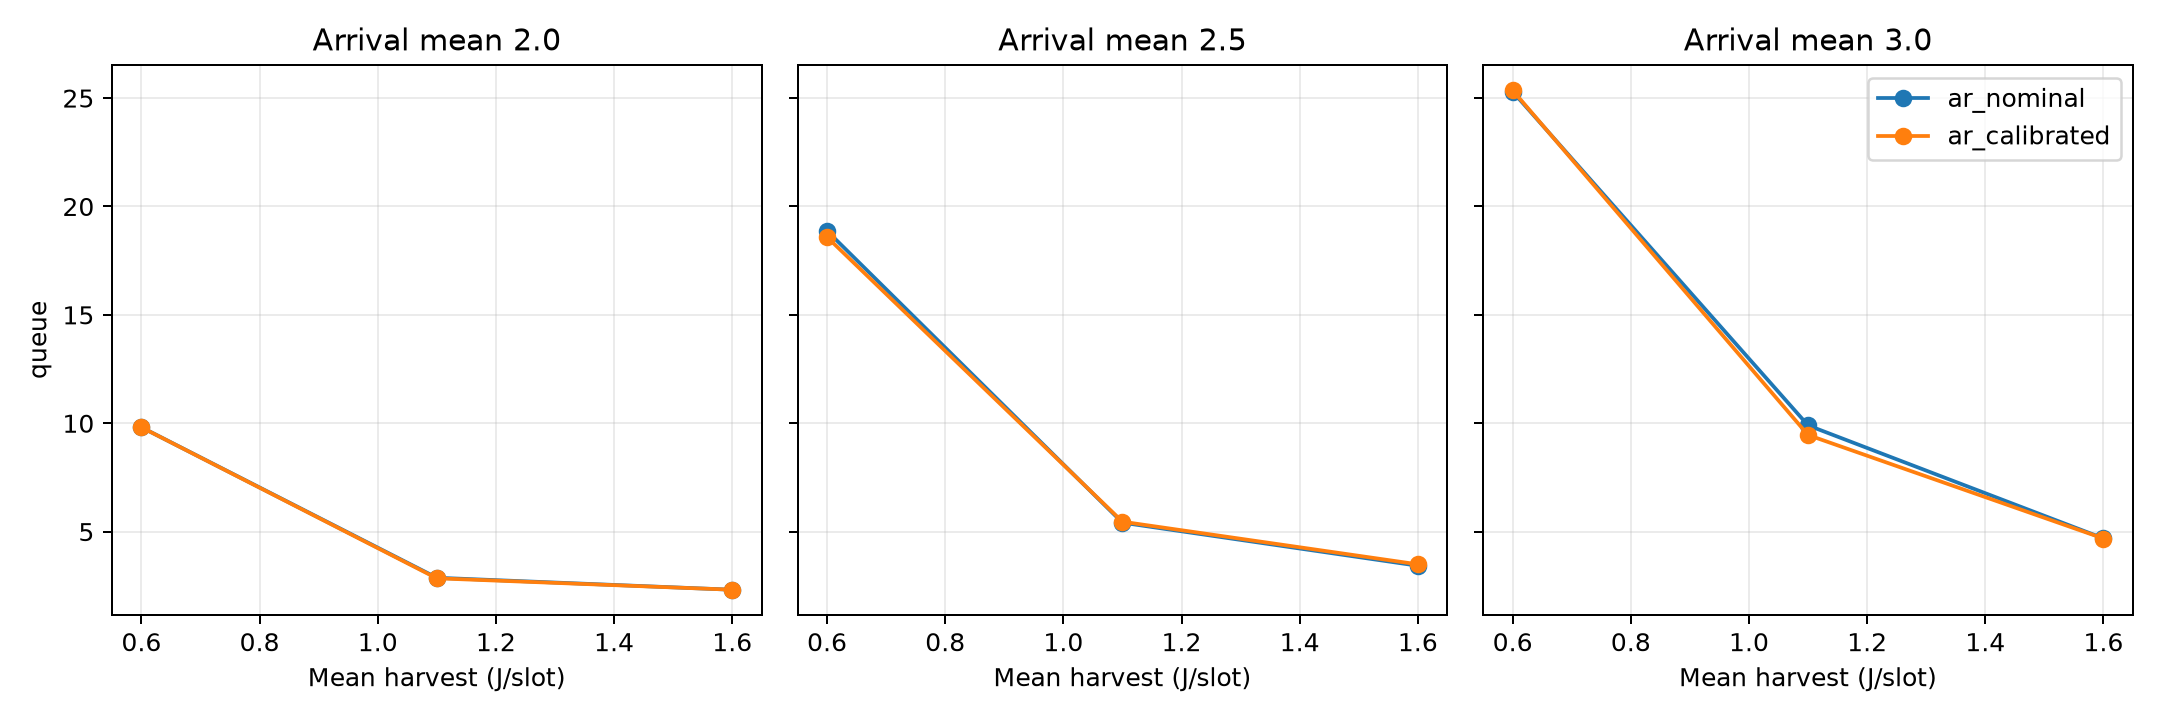 Arrival mean 2.0
Arrival mean 2.5
Arrival mean 3.0
queue
25
20
15
10
5
ar_nominal
ar_calibrated
0.6 0.8 1.0 1.2 1.4 1.6
0.6 0.8 1.0 1.2 1.4 1.6
0.6 0.8 1.0 1.2 1.4 1.6
Mean harvest (J/slot)
Mean harvest (J/slot)
Mean harvest (J/slot)